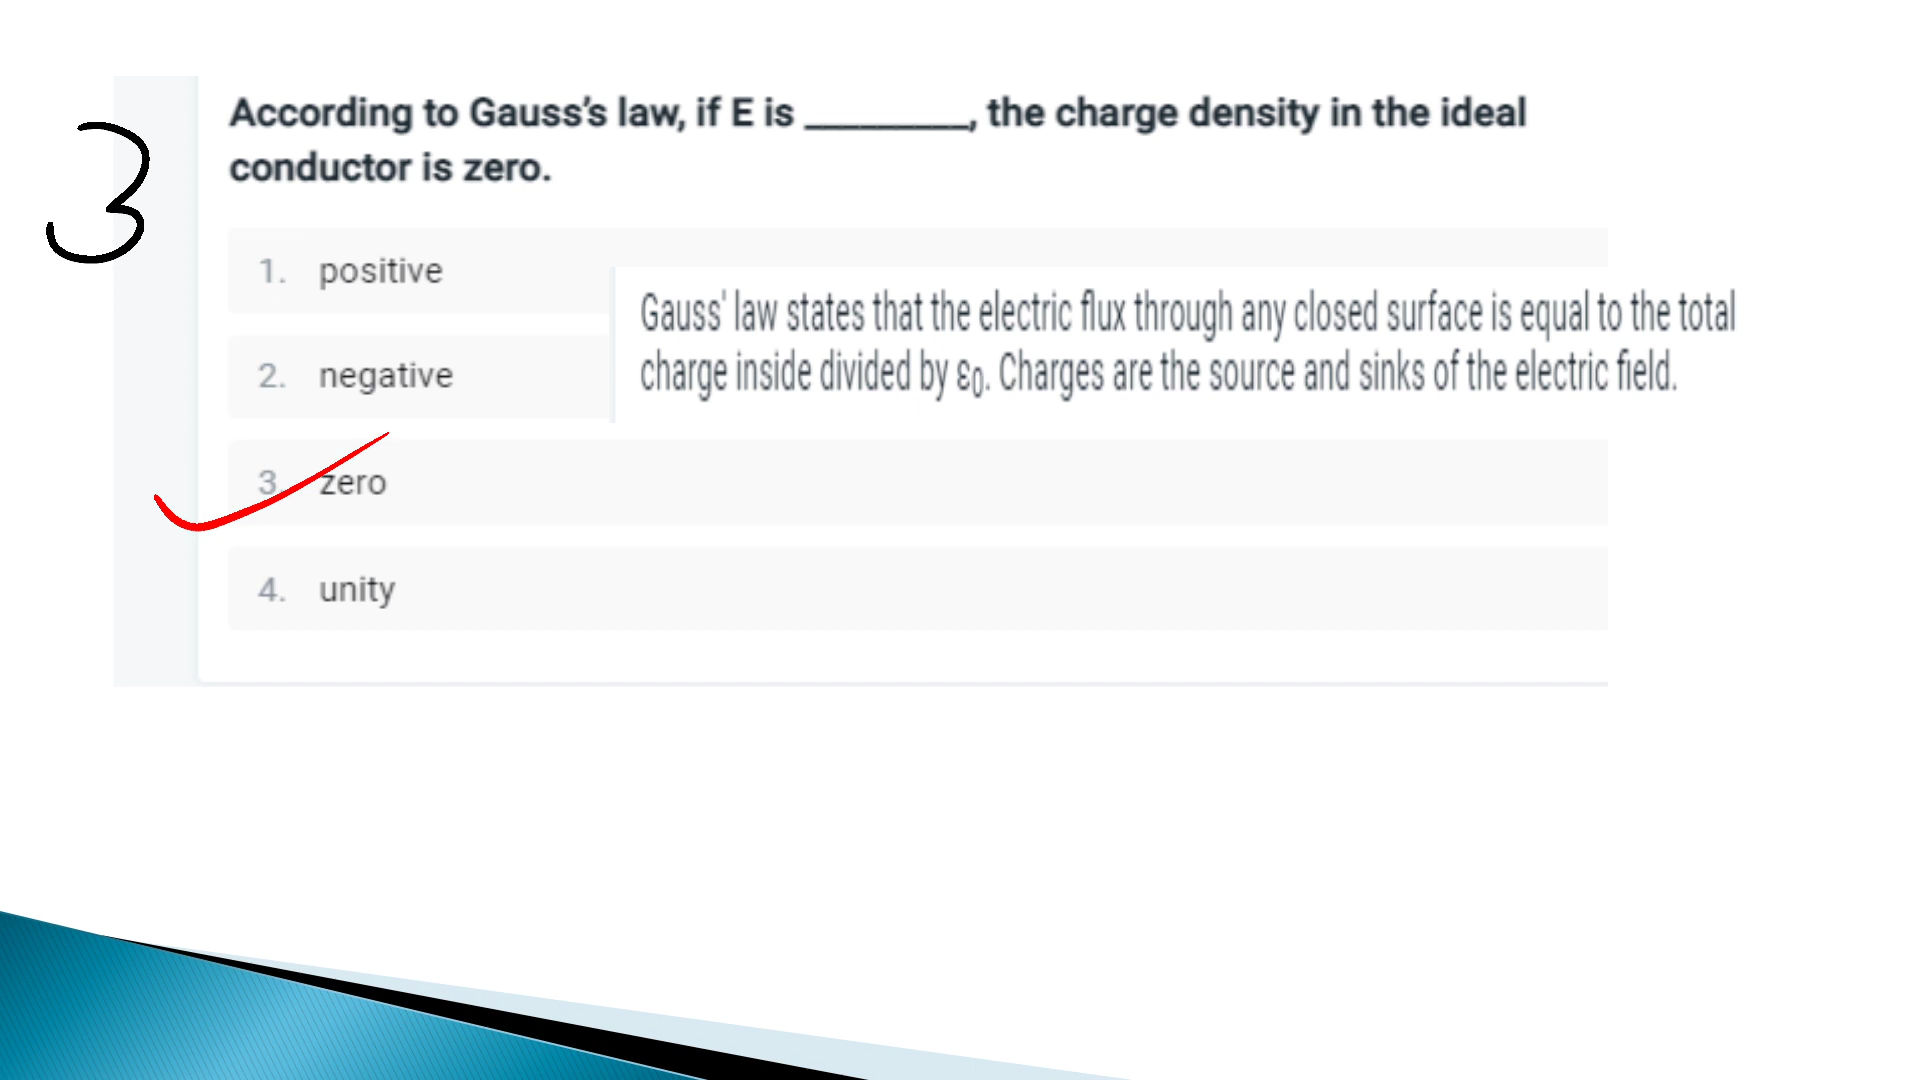 3
According to Gauss's law, if E is _________, the charge density in the ideal
conductor is zero.
1. positive
Gauss' law states that the electric flux through any closed surface is equal to the total
charge inside divided by ε₀. Charges are the source and sinks of the electric field.
2. negative
3. zero
4. unity